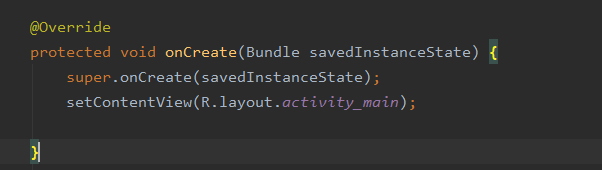 @Override
protected void onCreate(Bundle savedInstanceState) {
super.onCreate(savedInstanceState);
setContentView(R.layout.activity_main);
}